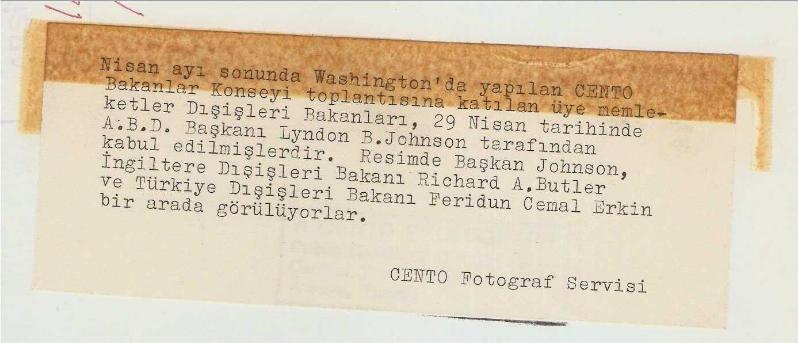 Nisan ayı sonunda Washington'da yapılan CENTO
Bakanlar Konseyi toplantısına katılan üye memle-
ketler Dışişleri Bakanları, 29 Nisan tarihinde
A.B.D. Başkanı Lyndon B.Johnson tarafından
kabul edilmişlerdir. Resimde Başkan Johnson,
İngiltere Dışişleri Bakanı Richard A.Butler
ve Türkiye Dışişleri Bakanı Feridun Cemal Erkin
bir arada görülüyorlar.
CENTO Fotograf Servisi